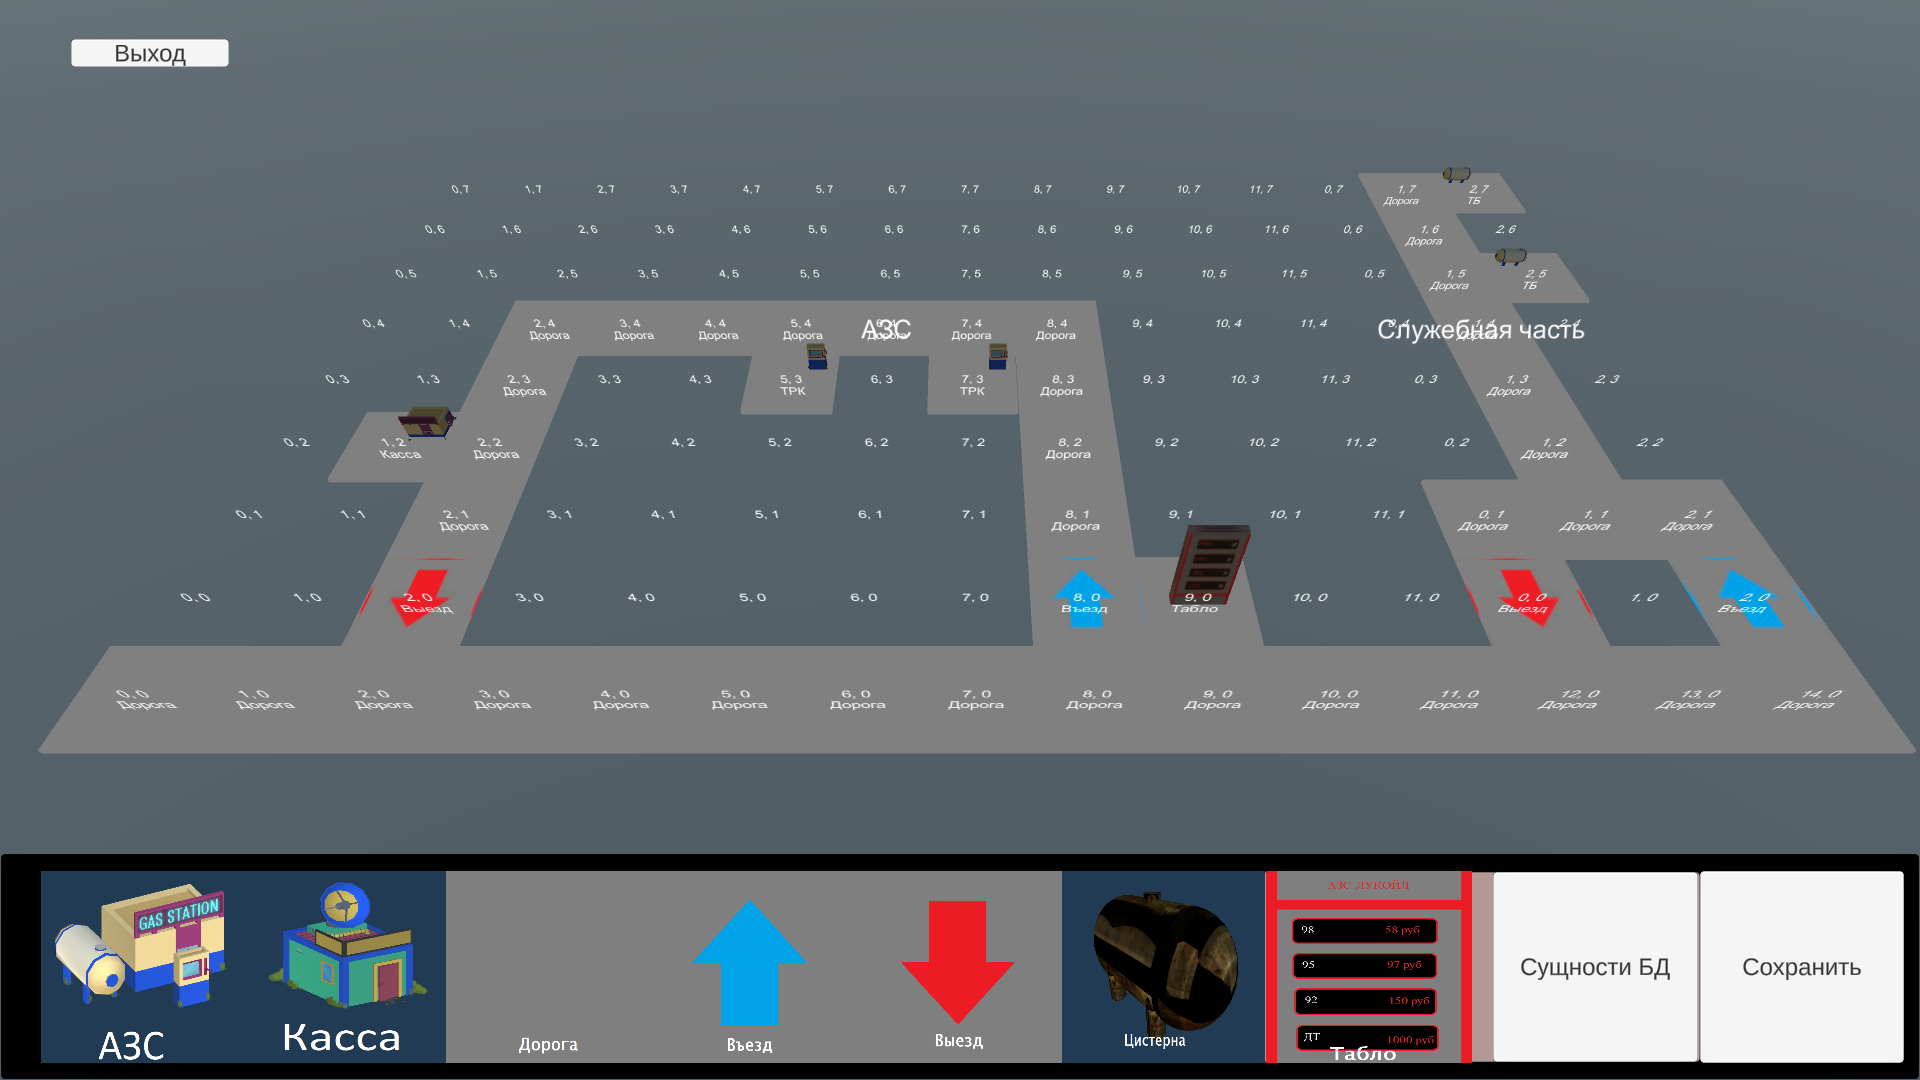 Выход
0,7 1,7 2,7 3,7 4,7 5,7 6,7 7,7 8,7 9,7 10,7 11,7 0,7 1,7 2,7
Дорога ТБ
0,6 1,6 2,6 3,6 4,6 5,6 6,6 7,6 8,6 9,6 10,6 11,6 0,6 1,6 2,6
Дорога
0,5 1,5 2,5 3,5 4,5 5,5 6,5 7,5 8,5 9,5 10,5 11,5 0,5 1,5 2,5
Дорога ТБ
0,4 1,4 2,4 3,4 4,4 5,4 7,4 8,4 9,4 10,4 11,4
АЗС Служебная часть
Дорога Дорога Дорога Дорога Дорога Дорога Дорога
0,3 1,3 2,3 3,3 4,3 5,3 6,3 7,3 8,3 9,3 10,3 11,3 0,3 1,3 2,3
Дорога ТРК ТРК Дорога Дорога
0,2 1,2 2,2 3,2 4,2 5,2 6,2 7,2 8,2 9,2 10,2 11,2 0,2 1,2 2,2
Касса Дорога Дорога Дорога
0,1 1,1 2,1 3,1 4,1 5,1 6,1 7,1 8,1 9,1 10,1 11,1 0,1 1,1 2,1
Дорога Дорога Дорога Дорога Дорога
0,0 1,0 2,0 3,0 4,0 5,0 6,0 7,0 8,0 9,0 10,0 11,0 0,0 1,0 2,0
Выезд Въезд Табло Выезд Въезд
0,0 1,0 2,0 3,0 4,0 5,0 6,0 7,0 8,0 9,0 10,0 11,0 12,0 13,0 14,0
Дорога Дорога Дорога Дорога Дорога Дорога Дорога Дорога Дорога Дорога Дорога Дорога Дорога Дорога Дорога
GAS STATION
АЗС
Касса
Дорога
Въезд
Выезд
Цистерна
АЗС ЛУКОЙЛ
98 58 руб
95 97 руб
92 150 руб
ДТ 1000 руб
Табло
Сущности БД
Сохранить